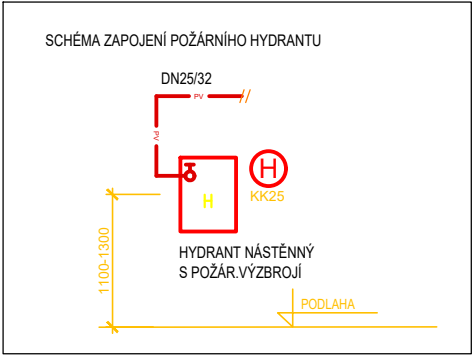 SCHÉMA ZAPOJENÍ POŽÁRNÍHO HYDRANTU
DN25/32
PV
PV
H
H
KK25
1100-1300
HYDRANT NÁSTĚNNÝ
S POŽÁR.VÝZBROJÍ
PODLAHA